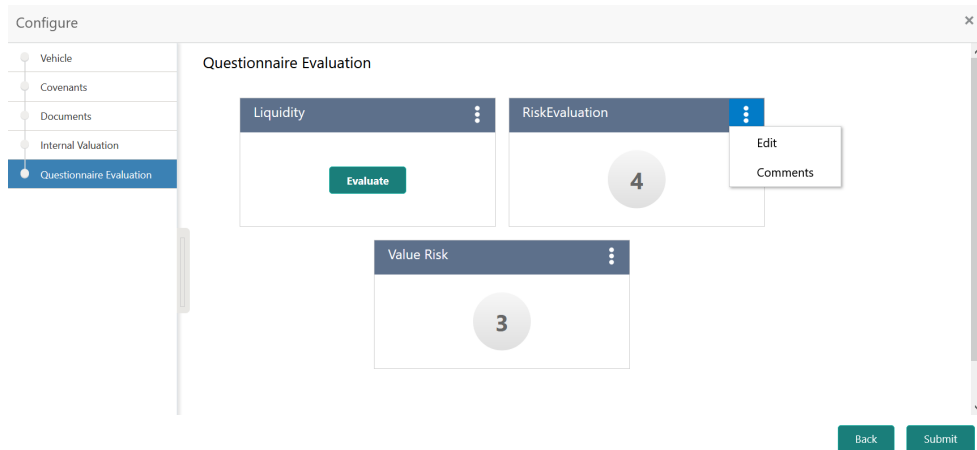 Configure
×
Vehicle
Covenants
Documents
Internal Valuation
Questionnaire Evaluation
Questionnaire Evaluation
Liquidity
RiskEvaluation
Edit
Comments
Evaluate
4
Value Risk
3
Back
Submit